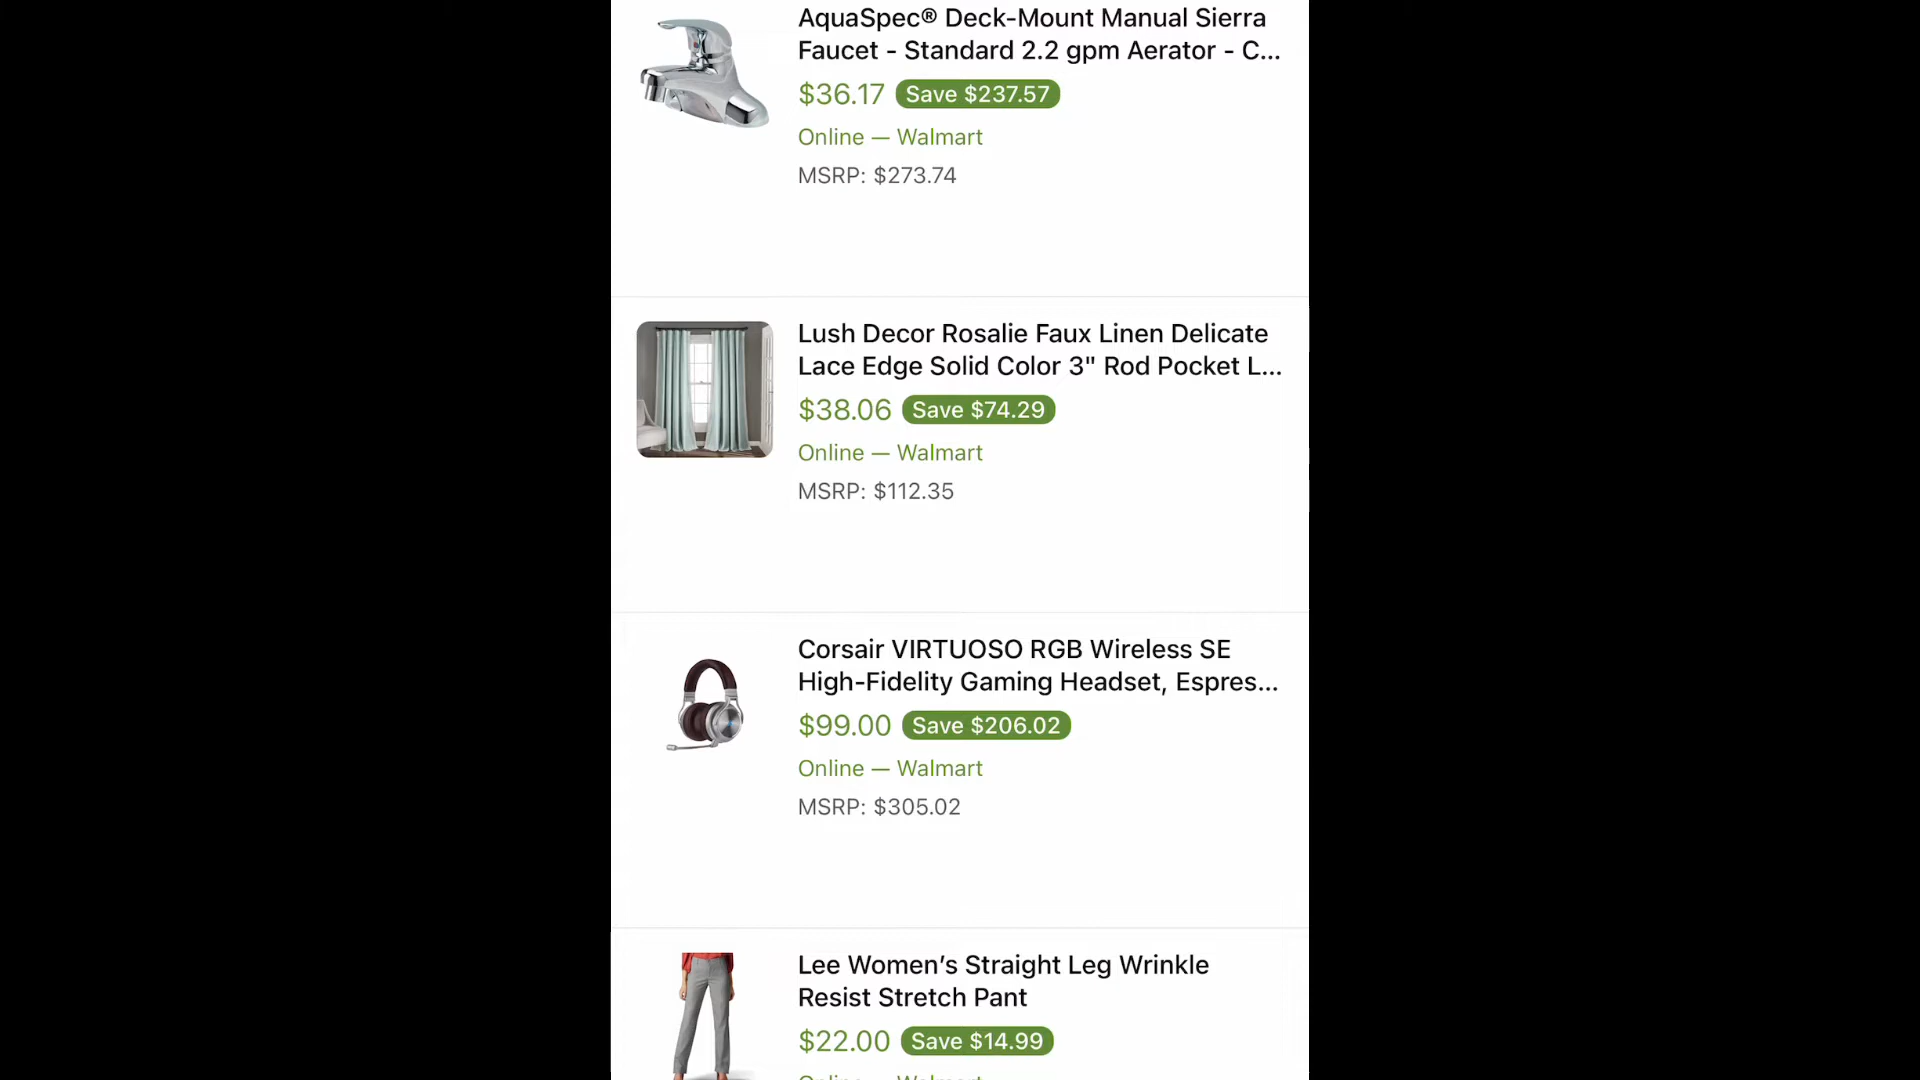 AquaSpec® Deck-Mount Manual Sierra
Faucet - Standard 2.2 gpm Aerator - C...
$36.17 Save $237.57
Online — Walmart
MSRP: $273.74
Lush Decor Rosalie Faux Linen Delicate
Lace Edge Solid Color 3" Rod Pocket L...
$38.06 Save $74.29
Online — Walmart
MSRP: $112.35
Corsair VIRTUOSO RGB Wireless SE
High-Fidelity Gaming Headset, Espres...
$99.00 Save $206.02
Online — Walmart
MSRP: $305.02
Lee Women’s Straight Leg Wrinkle
Resist Stretch Pant
$22.00 Save $14.99
Online — Walmart